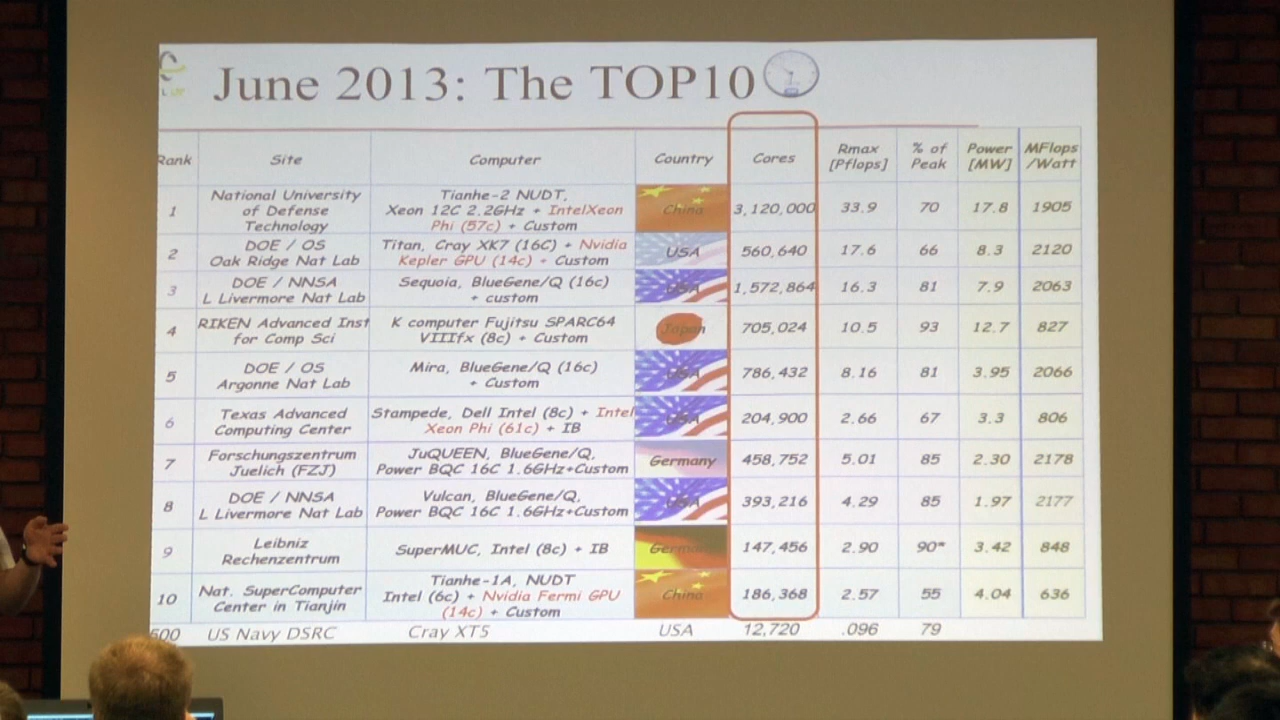 June 2013: The TOP10
Rank Site Computer Country Cores Rmax [Pflops] % of Peak Power [MW] MFlops /Watt
1 National University of Defense Technology Tianhe-2 NUDT, Xeon 12C 2.2GHz + IntelXeon Phi (57c) + Custom China 3,120,000 33.9 70 17.8 1905
2 DOE / OS Oak Ridge Nat Lab Titan, Cray XK7 (16C) + Nvidia Kepler GPU (14c) + Custom USA 560,640 17.6 66 8.3 2120
3 DOE / NNSA L Livermore Nat Lab Sequoia, BlueGene/Q (16c) + custom USA 1,572,864 16.3 81 7.9 2063
4 RIKEN Advanced Inst for Comp Sci K computer Fujitsu SPARC64 VIIIfx (8c) + Custom Japan 705,024 10.5 93 12.7 827
5 DOE / OS Argonne Nat Lab Mira, BlueGene/Q (16c) + Custom USA 786,432 8.16 81 3.95 2066
6 Texas Advanced Computing Center Stampede, Dell Intel (8c) + Intel Xeon Phi (61c) + IB USA 204,900 2.66 67 3.3 806
7 Forschungszentrum Juelich (FZJ) JuQUEEN, BlueGene/Q, Power BQC 16C 1.6GHz+Custom Germany 458,752 5.01 85 2.30 2178
8 DOE / NNSA L Livermore Nat Lab Vulcan, BlueGene/Q, Power BQC 16C 1.6GHz+Custom USA 393,216 4.29 85 1.97 2177
9 Leibniz Rechenzentrum SuperMUC, Intel (8c) + IB German 147,456 2.90 90* 3.42 848
10 Nat. SuperComputer Center in Tianjin Tianhe-1A, NUDT Intel (6c) + Nvidia Fermi GPU (14c) + Custom China 186,368 2.57 55 4.04 636
500 US Navy DSRC Cray XT5 USA 12,720 .096 79